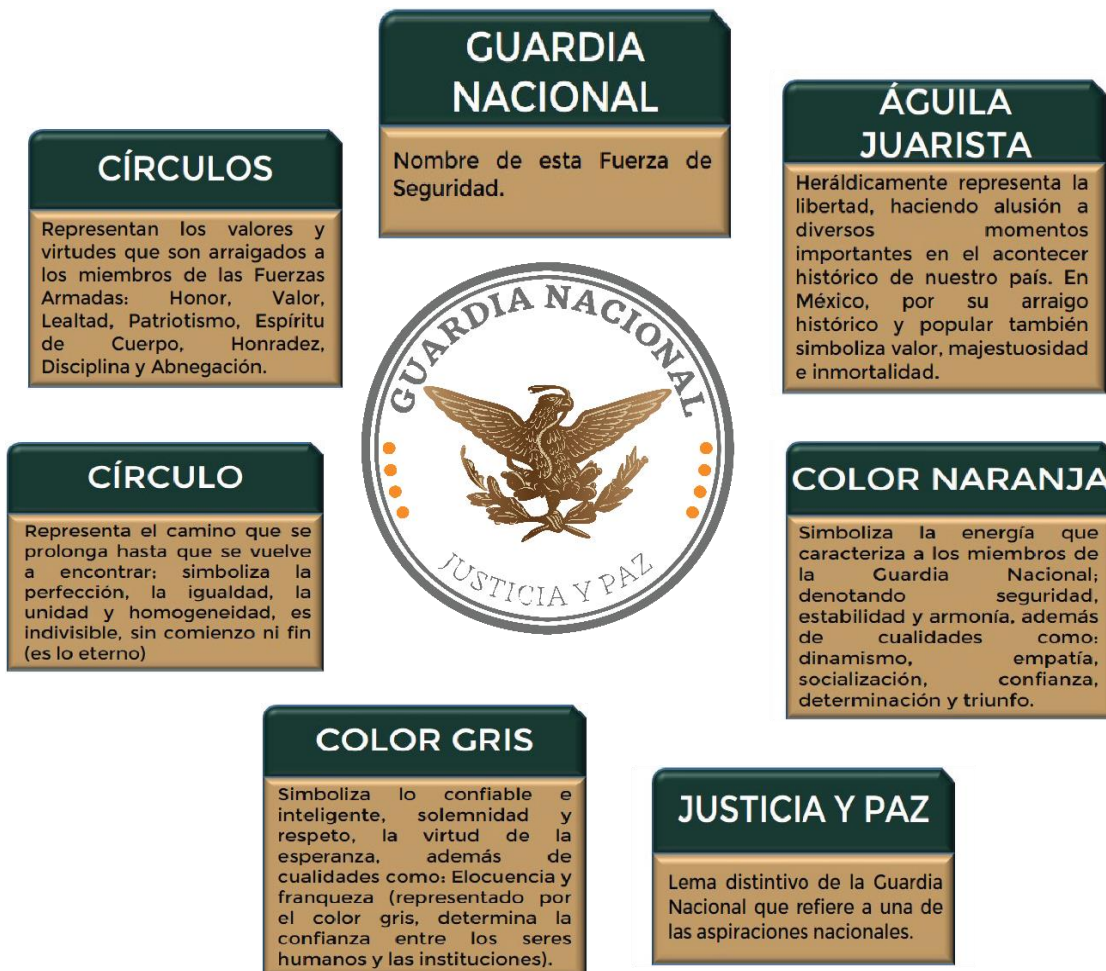 GUARDIA
NACIONAL
Nombre de esta Fuerza de
Seguridad.
ÁGUILA
JUARISTA
Heráldicamente representa la
libertad, haciendo alusión a
diversos momentos
importantes en el acontecer
histórico de nuestro país. En
México, por su arraigo
histórico y popular también
simboliza valor, majestuosidad
e inmortalidad.
CÍRCULOS
Representan los valores y
virtudes que son arraigados a
los miembros de las Fuerzas
Armadas: Honor, Valor,
Lealtad, Patriotismo, Espíritu
de Cuerpo, Honradez,
Disciplina y Abnegación.
GUARDIA NACIONAL
JUSTICIA Y PAZ
CÍRCULO
Representa el camino que se
prolonga hasta que se vuelve
a encontrar; simboliza la
perfección, la igualdad, la
unidad y homogeneidad, es
indivisible, sin comienzo ni fin
(es lo eterno)
COLOR NARANJA
Simboliza la energía que
caracteriza a los miembros de
la Guardia Nacional;
denotando seguridad,
estabilidad y armonía, además
de cualidades como:
dinamismo, empatía,
socialización, confianza,
determinación y triunfo.
COLOR GRIS
Simboliza lo confiable e
inteligente, solemnidad y
respeto, la virtud de la
esperanza, además de
cualidades como: Elocuencia y
franqueza (representado por
el color gris, determina la
confianza entre los seres
humanos y las instituciones).
JUSTICIA Y PAZ
Lema distintivo de la Guardia
Nacional que refiere a una de
las aspiraciones nacionales.